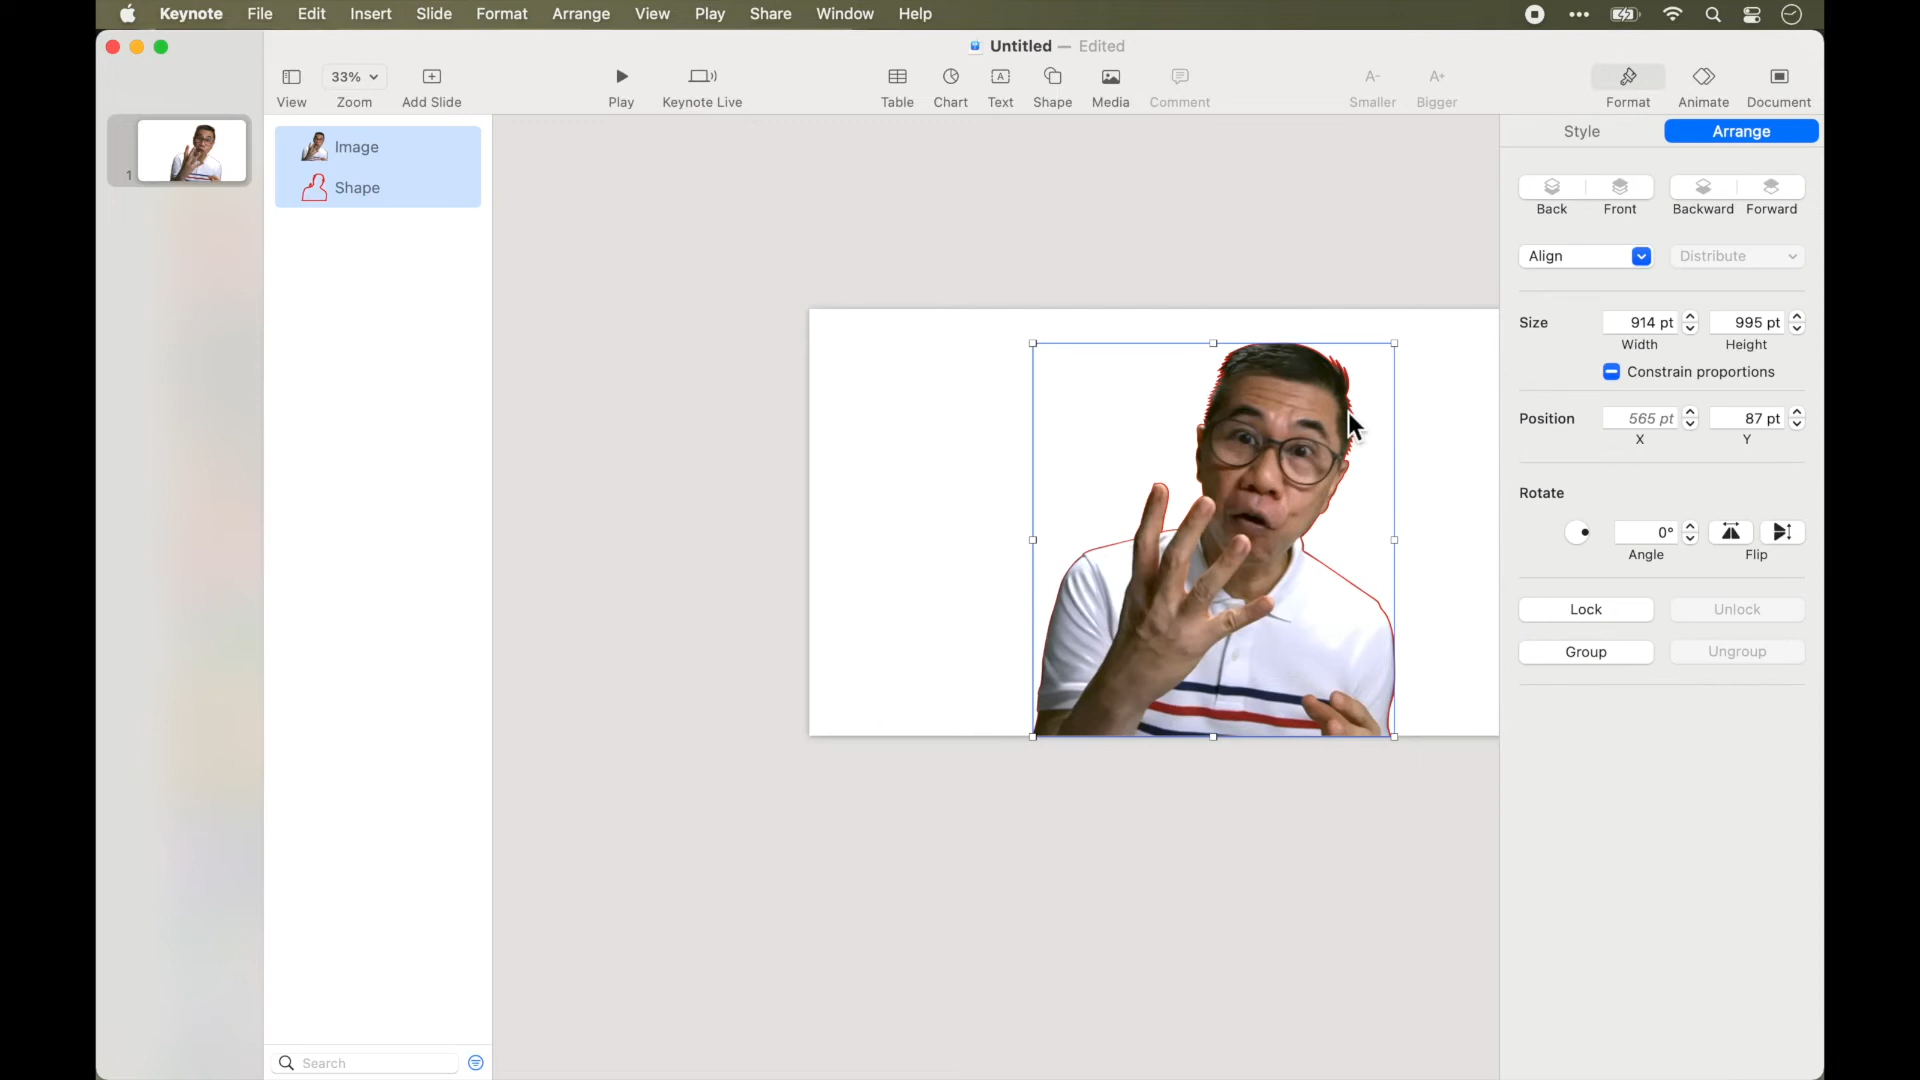 Keynote File Edit Insert Slide Format Arrange View Play Share Window Help
Untitled — Edited
33%
View Zoom Add Slide Play Keynote Live Table Chart Text Shape Media Comment A- Smaller A+ Bigger Format Animate Document
1
Image
Shape
Search
Style Arrange
Back Front Backward Forward
Align Distribute
Size 914 pt 995 pt
Width Height
Constrain proportions
Position 565 pt 87 pt
X Y
Rotate
0°
Angle Flip
Lock Unlock
Group Ungroup